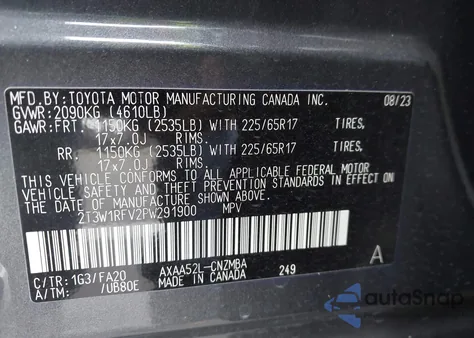 MFD. BY: TOYOTA MOTOR MANUFACTURING CANADA INC. 08/23
GVWR: 2090KG (4610LB)
GAWR: FRT. 1150KG (2535LB) WITH 225/65R17 TIRES,
17x7.0J RIMS.
RR. 1150KG (2535LB) WITH 225/65R17 TIRES,
17x7.0J RIMS.
THIS VEHICLE CONFORMS TO ALL APPLICABLE FEDERAL MOTOR
VEHICLE SAFETY AND THEFT PREVENTION STANDARDS IN EFFECT ON
THE DATE OF MANUFACTURE SHOWN ABOVE.
2T3W1RFV2PW291900 MPV
C/TR: 1G3/FA20 AXAA52L-CNZMBA 249 A
A/TM: /UB80E MADE IN CANADA
autoSnap